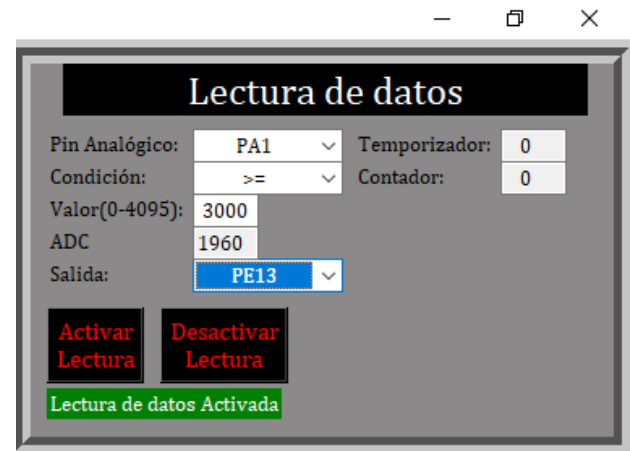 Lectura de datos
Pin Analógico: PA1 Temporizador: 0
Condición: >= Contador: 0
Valor(0-4095): 3000
ADC 1960
Salida: PE13
Activar Desactivar
Lectura Lectura
Lectura de datos Activada